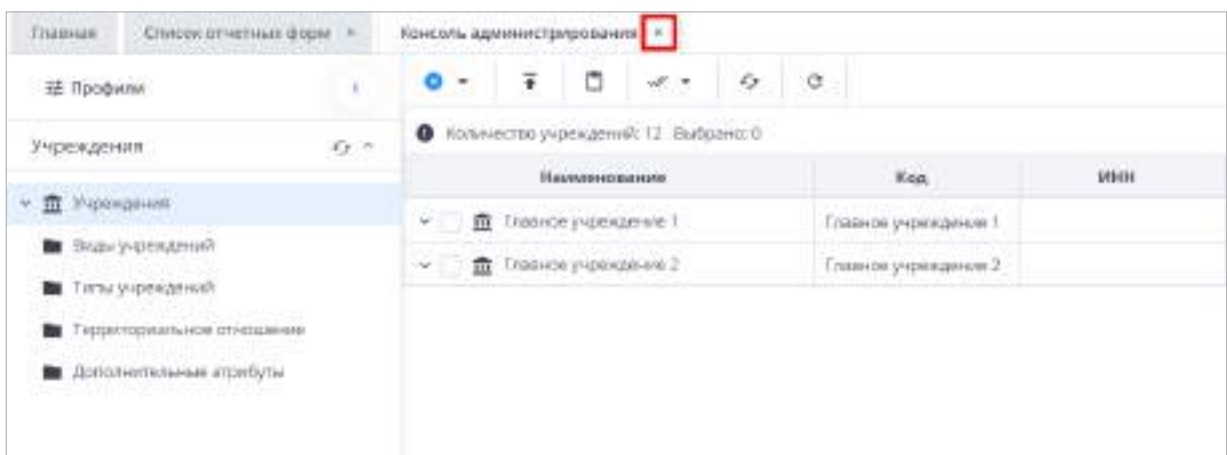 Главная Список отчетных форм × Консоль администрирования ×
Профили
Учреждения
Количество учреждений: 12 Выбрано: 0
Наименование Код ИНН
Учреждения
Главное учреждение 1 Главное учреждение 1
Виды учреждений
Главное учреждение 2 Главное учреждение 2
Типы учреждений
Территориальное отношение
Дополнительные атрибуты